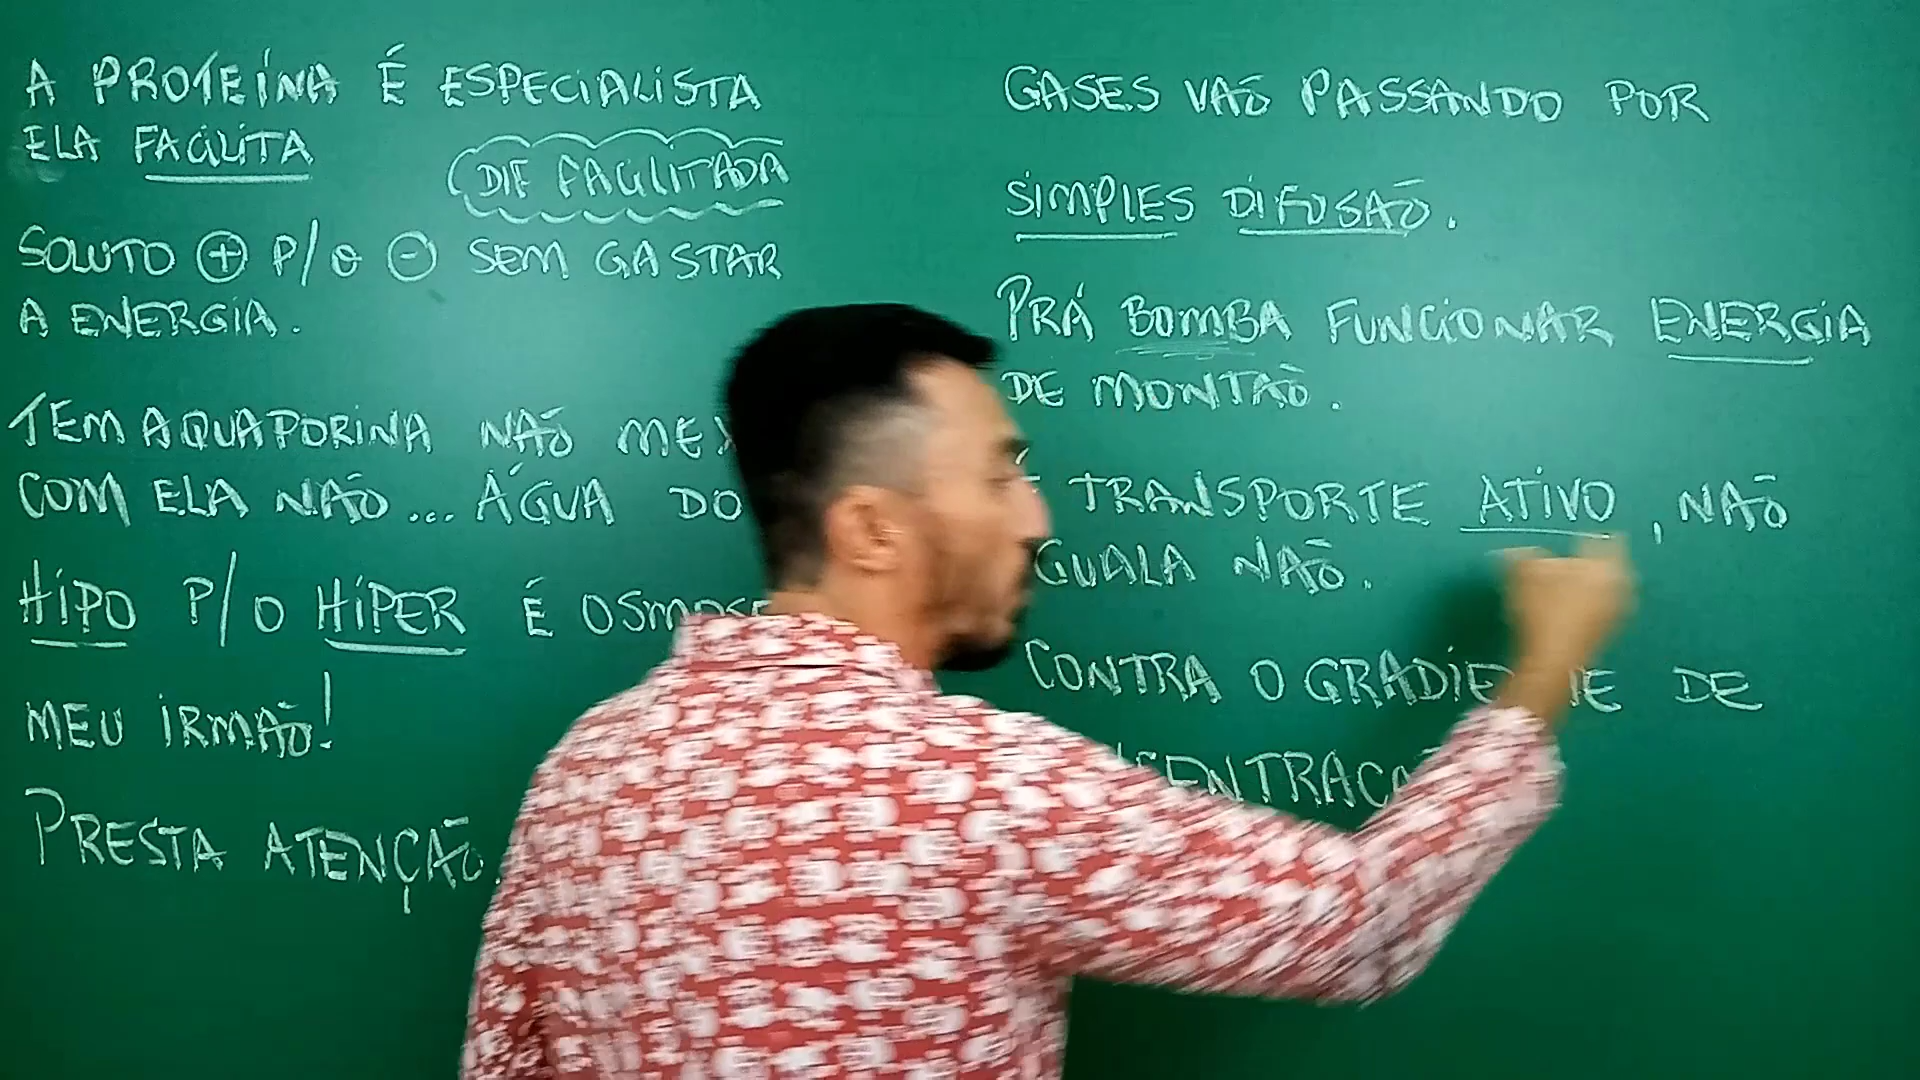 A PROTEÍNA É ESPECIALISTA
ELA FACILITA
DIF FACILITADA
SOLUTO + P/ O - SEM GASTAR
A ENERGIA.
TEM AQUAPORINA NÃO MEX
COM ELA NÃO... ÁGUA DO
HIPO P/ O HIPER É OSMOSE
MEU IRMÃO!
PRESTA ATENÇÃO.
GASES VÃO PASSANDO POR
SIMPLES DIFUSÃO.
PRÁ BOMBA FUNCIONAR ENERGIA
DE MONTÃO.
TRANSPORTE ATIVO, NÃO
GUALA NÃO.
CONTRA O DE